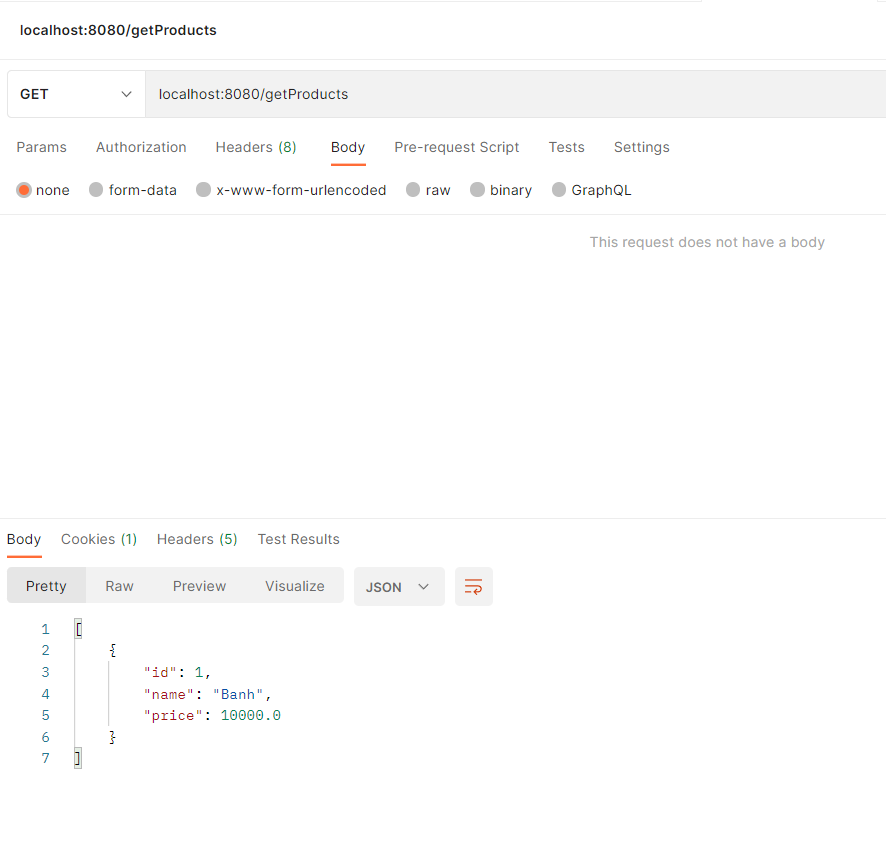 localhost:8080/getProducts
GET localhost:8080/getProducts
Params Authorization Headers (8) Body Pre-request Script Tests Settings
none form-data x-www-form-urlencoded raw binary GraphQL
This request does not have a body
Body Cookies (1) Headers (5) Test Results
Pretty Raw Preview Visualize JSON
1 [
2 {
3 "id": 1,
4 "name": "Banh",
5 "price": 10000.0
6 }
7 ]